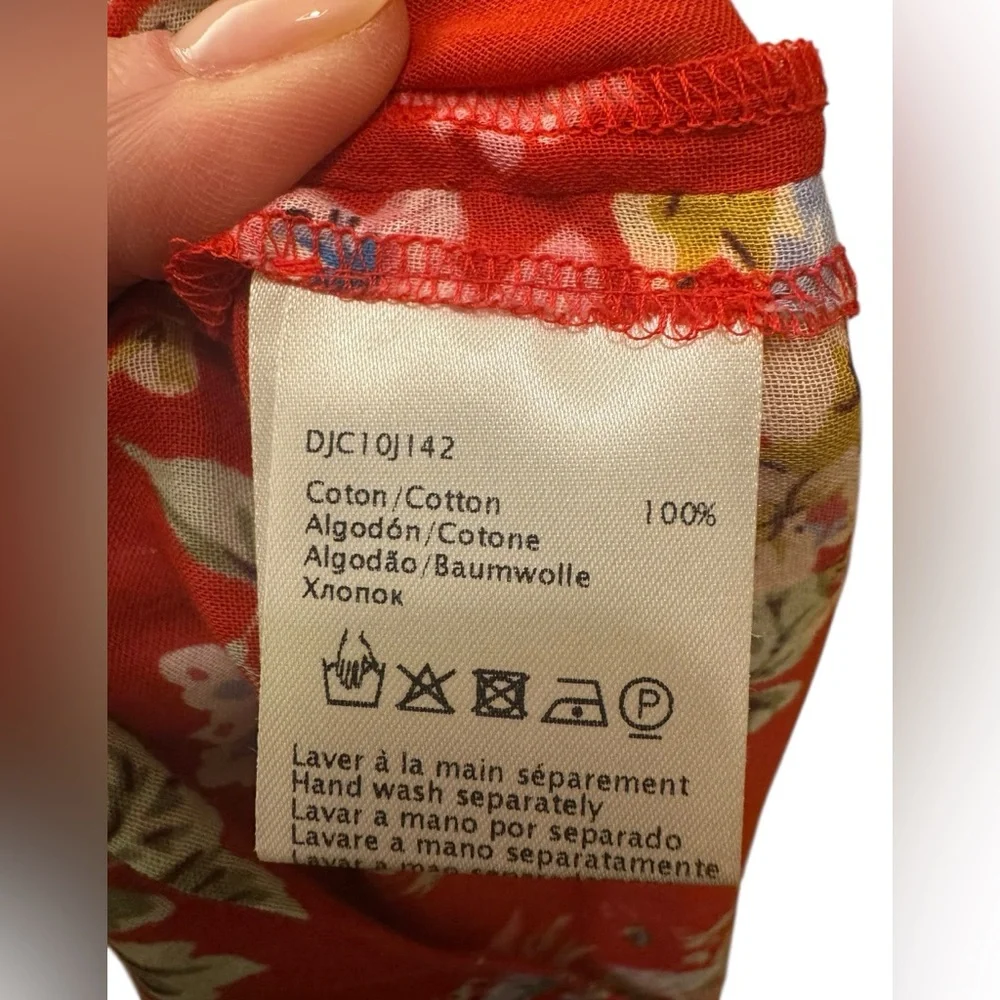 DJC10J142
Coton/Cotton 100%
Algodón/Cotone
Algodão/Baumwolle
Хлопок
P
Laver à la main séparement
Hand wash separately
Lavar a mano por separado
Lavare a mano separatamente
Lavar a